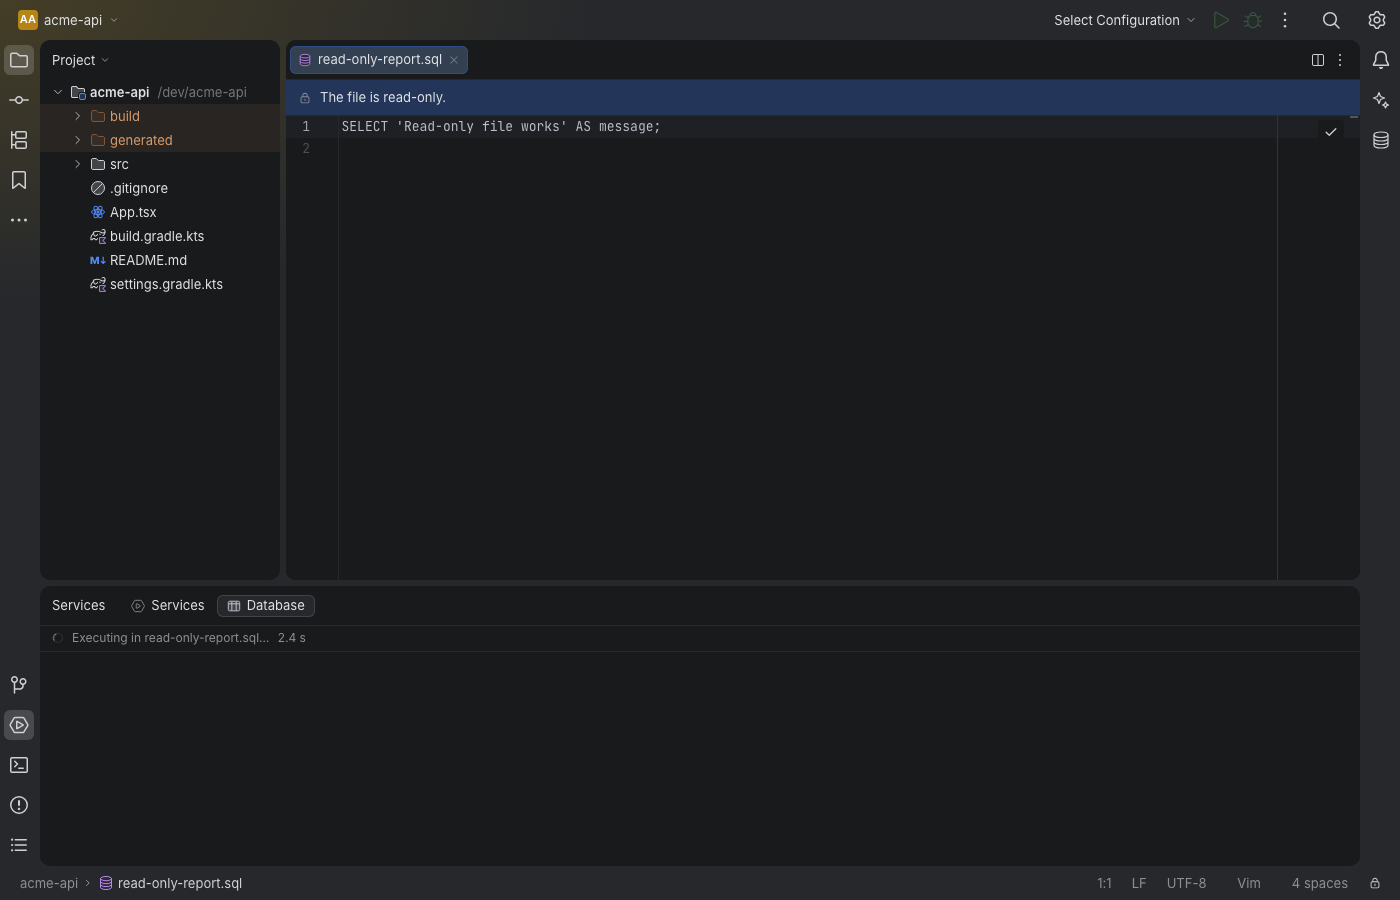 AA acme-api
Select Configuration
Project
read-only-report.sql
acme-api /dev/acme-api
build
generated
src
.gitignore
App.tsx
build.gradle.kts
M↓ README.md
settings.gradle.kts
The file is read-only.
1 SELECT 'Read-only file works' AS message;
2
Services Services Database
Executing in read-only-report.sql... 2.4 s
acme-api › read-only-report.sql
1:1 LF UTF-8 Vim 4 spaces